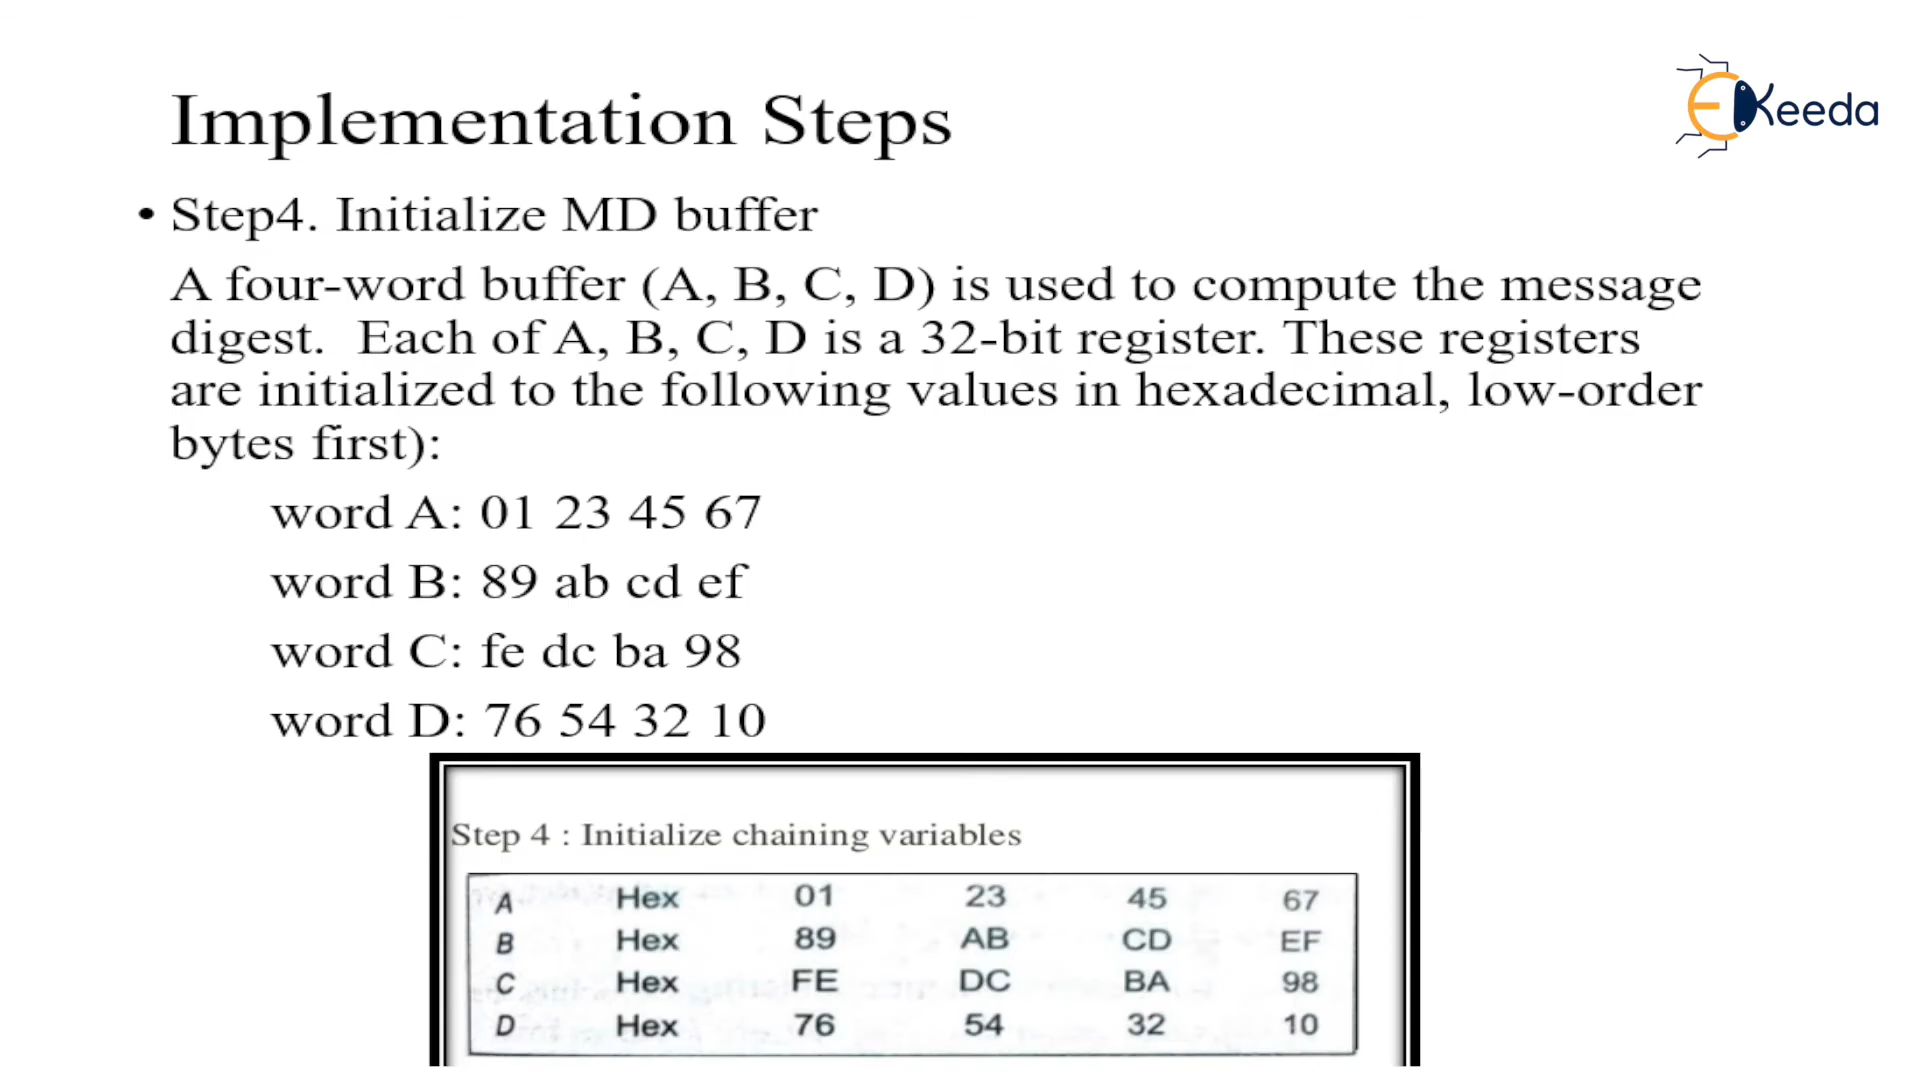 Implementation Steps
EKeeda
• Step4. Initialize MD buffer
A four-word buffer (A, B, C, D) is used to compute the message
digest.  Each of A, B, C, D is a 32-bit register. These registers
are initialized to the following values in hexadecimal, low-order
bytes first):
word A: 01 23 45 67
word B: 89 ab cd ef
word C: fe dc ba 98
word D: 76 54 32 10
Step 4 : Initialize chaining variables
A Hex 01 23 45 67
B Hex 89 AB CD EF
C Hex FE DC BA 98
D Hex 76 54 32 10